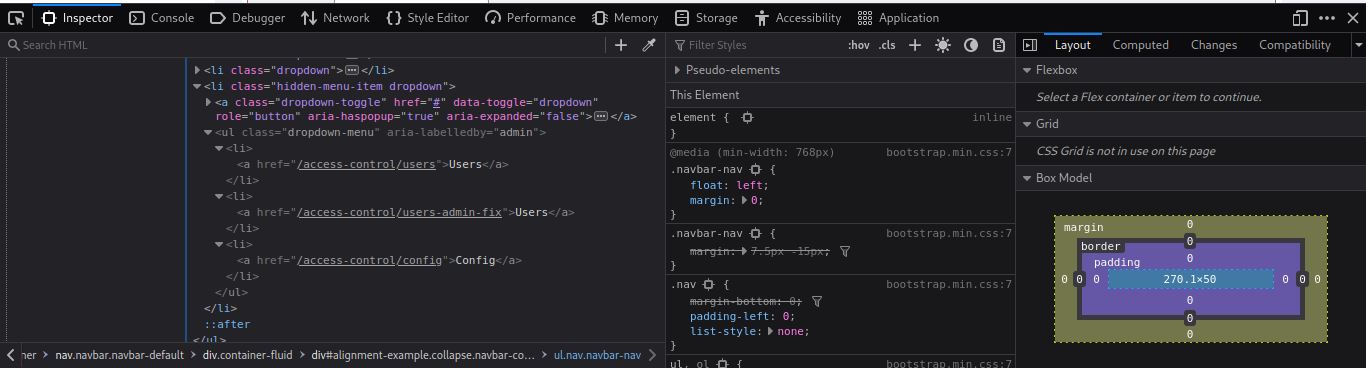 Inspector Console Debugger Network Style Editor Performance Memory Storage Accessibility Application
Search HTML
<li class="dropdown"></li>
<li class="hidden-menu-item dropdown">
<a class="dropdown-toggle" href="#" data-toggle="dropdown"
role="button" aria-haspopup="true" aria-expanded="false"></a>
<ul class="dropdown-menu" aria-labelledby="admin">
<li>
<a href="/access-control/users">Users</a>
</li>
<li>
<a href="/access-control/users-admin-fix">Users</a>
</li>
<li>
<a href="/access-control/config">Config</a>
</li>
</ul>
</li>
::after
</ul>
ner > nav.navbar.navbar-default > div.container-fluid > div#alignment-example.collapse.navbar-co… > ul.nav.navbar-nav
Filter Styles :hov .cls
Pseudo-elements
This Element
element { inline
}
@media (min-width: 768px) bootstrap.min.css:7
.navbar-nav {
float: left;
margin: 0;
}
.navbar-nav { bootstrap.min.css:7
margin: 7.5px -15px;
}
.nav { bootstrap.min.css:7
margin-bottom: 0;
padding-left: 0;
list-style: none;
}
ul, ol { bootstrap.min.css:7
Layout Computed Changes Compatibility
Flexbox
Select a Flex container or item to continue.
Grid
CSS Grid is not in use on this page
Box Model
margin 0
border 0
padding 0
0 0 0 270.1×50 0 0 0
0
0
0